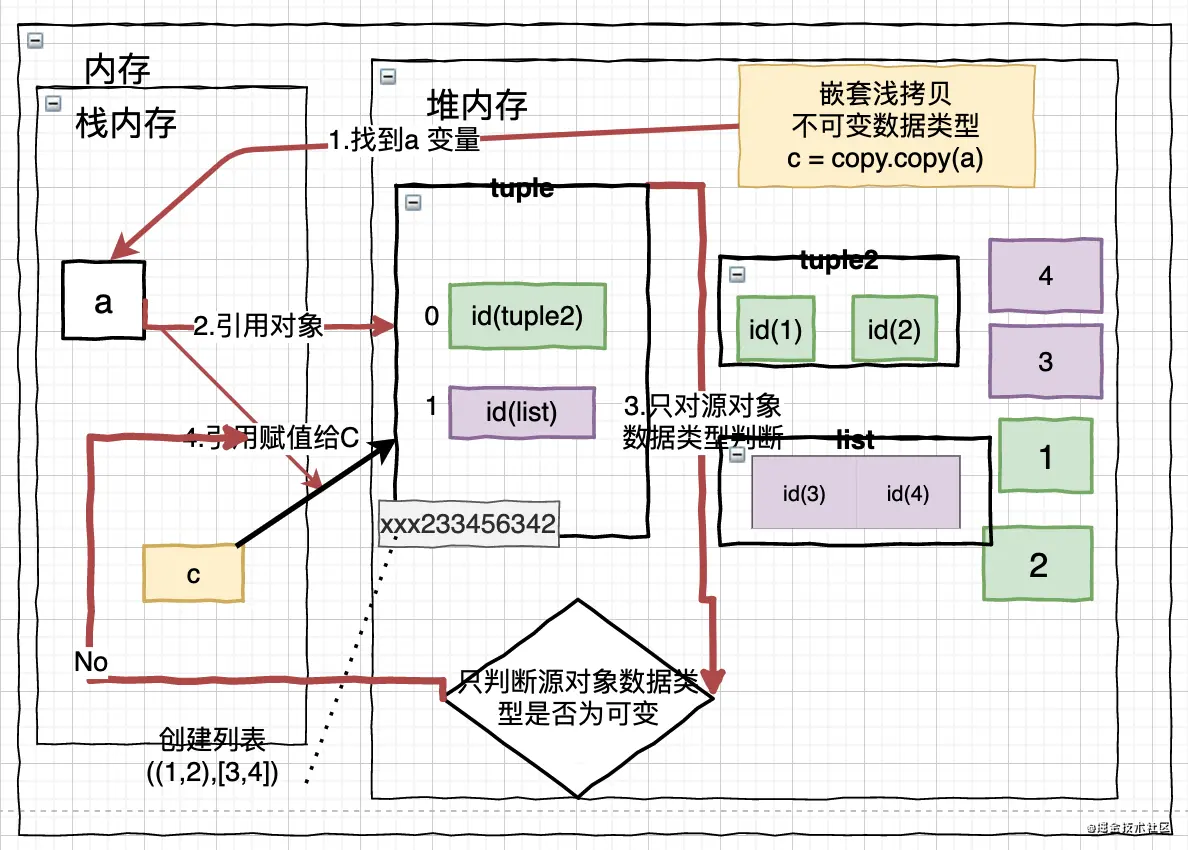 内存
栈内存
堆内存
嵌套浅拷贝
不可变数据类型
c = copy.copy(a)
1.找到a 变量
tuple
a
2.引用对象
0
id(tuple2)
1
id(list)
tuple2
id(1)
id(2)
4
3
3.只对源对象
数据类型判断
4.引用赋值给C
list
id(3)
id(4)
1
2
xxx233456342
c
No
只判断源对象数据类
型是否为可变
创建列表
((1,2),[3,4])
@掘金技术社区